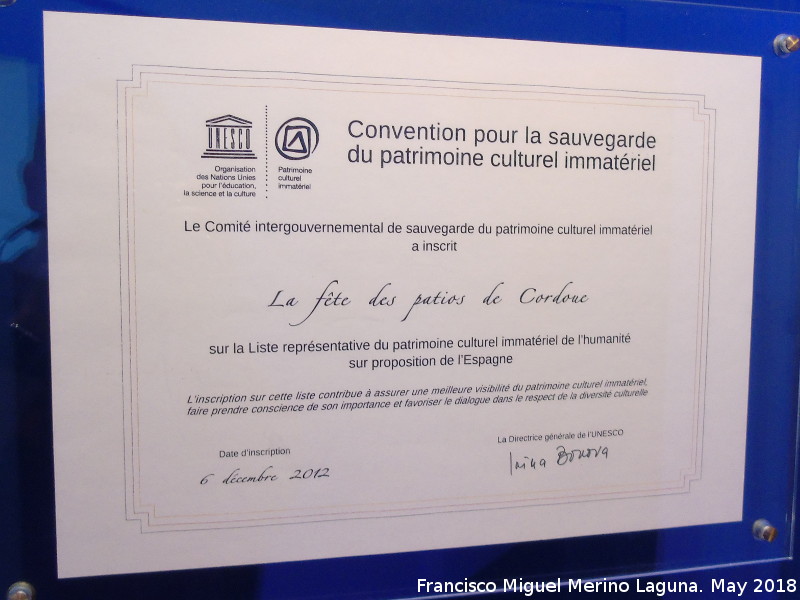 UNESCO
Organisation
des Nations Unies
pour l'éducation,
la science et la culture
Patrimoine
culturel
immatériel
Convention pour la sauvegarde
du patrimoine culturel immatériel
Le Comité intergouvernemental de sauvegarde du patrimoine culturel immatériel
a inscrit
La fête des patios de Cordoue
sur la Liste représentative du patrimoine culturel immatériel de l'humanité
sur proposition de l'Espagne
L'inscription sur cette liste contribue à assurer une meilleure visibilité du patrimoine culturel immatériel,
faire prendre conscience de son importance et favoriser le dialogue dans le respect de la diversité culturelle
Date d'inscription
6 décembre 2012
La Directrice générale de l'UNESCO
Irina Bokova
Francisco Miguel Merino Laguna. May 2018